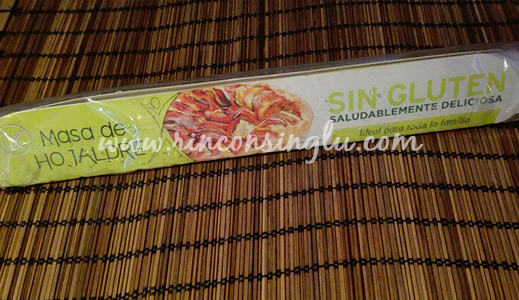 Masa de
HOJALDRE
SIN GLUTEN
SALUDABLEMENTE DELICIOSA
Ideal para toda la familia
www.rinconsinglu.com